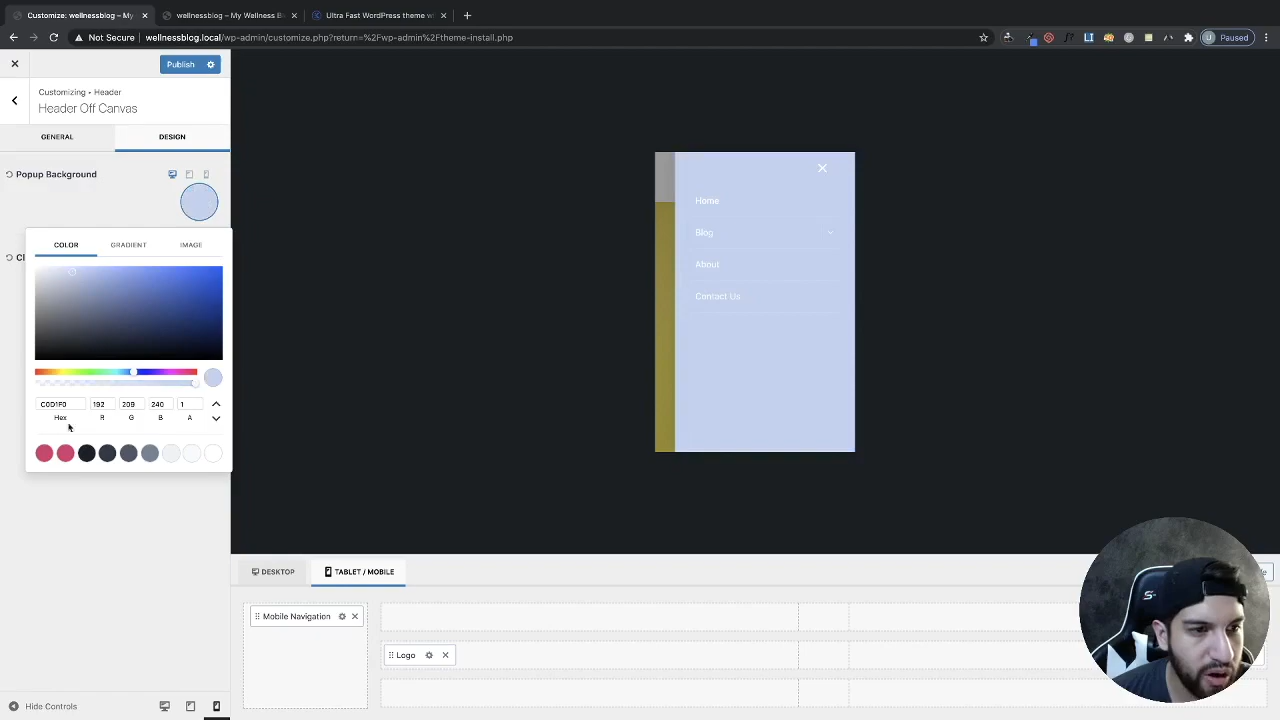 Customize: wellnessblog – My
wellnessblog – My Wellness Bl
Ultra Fast WordPress theme w
Not Secure
wellnessblog.local/wp-admin/customize.php?return=%2Fwp-admin%2Ftheme-install.php
Paused
Publish
Customizing • Header
Header Off Canvas
GENERAL
DESIGN
Popup Background
Cl
COLOR
GRADIENT
IMAGE
C0D1F0
192
209
240
1
Hex
R
G
B
A
Home
Blog
About
Contact Us
DESKTOP
TABLET / MOBILE
Mobile Navigation
Logo
Hide Controls